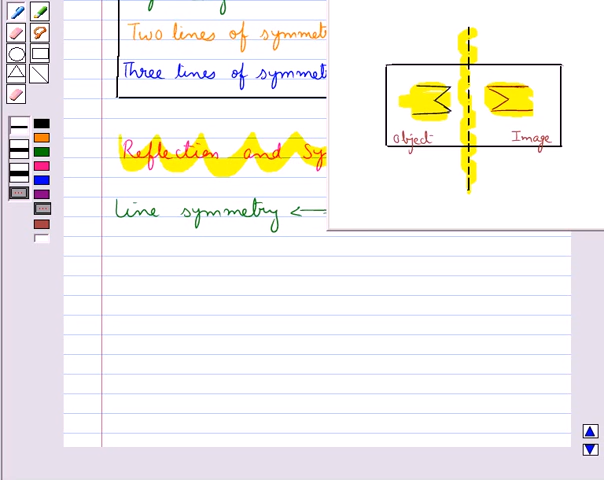 Two lines of symmet
Three lines of symmet
Reflection and Sy
Line symmetry ←
Object
Image